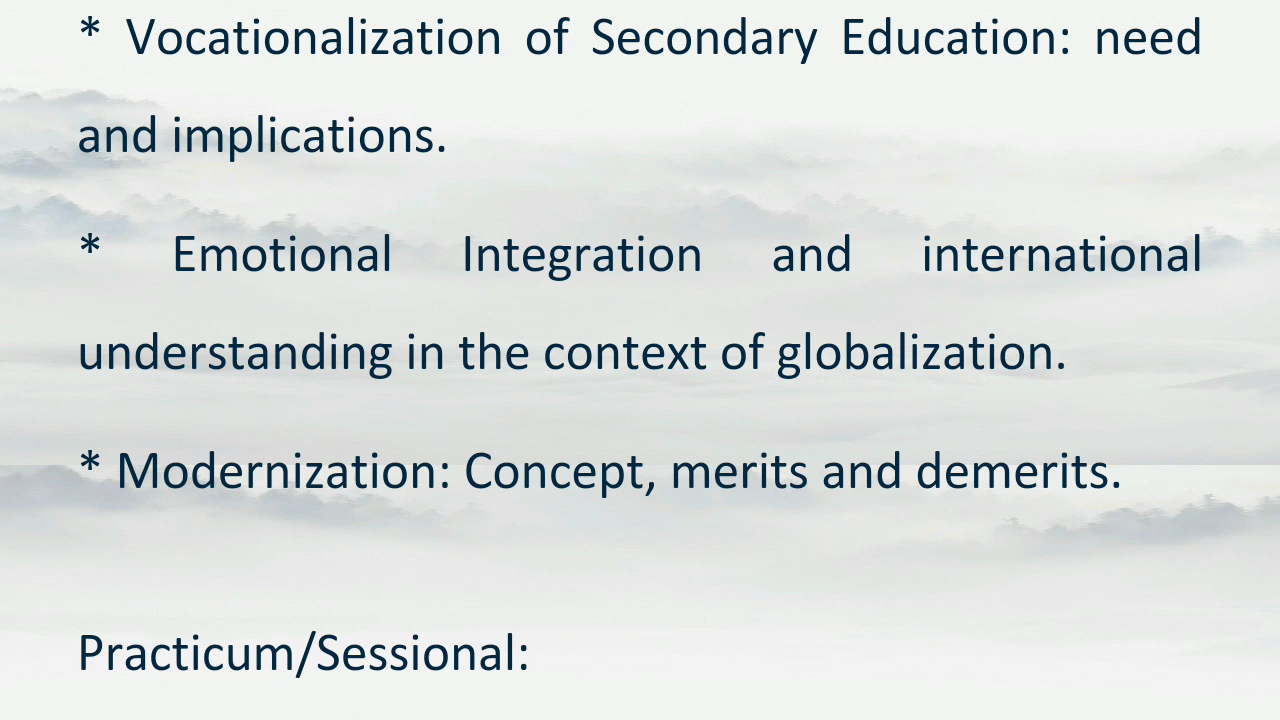 * Vocationalization of Secondary Education: need
and implications.
* Emotional Integration and international
understanding in the context of globalization.
* Modernization: Concept, merits and demerits.
Practicum/Sessional: